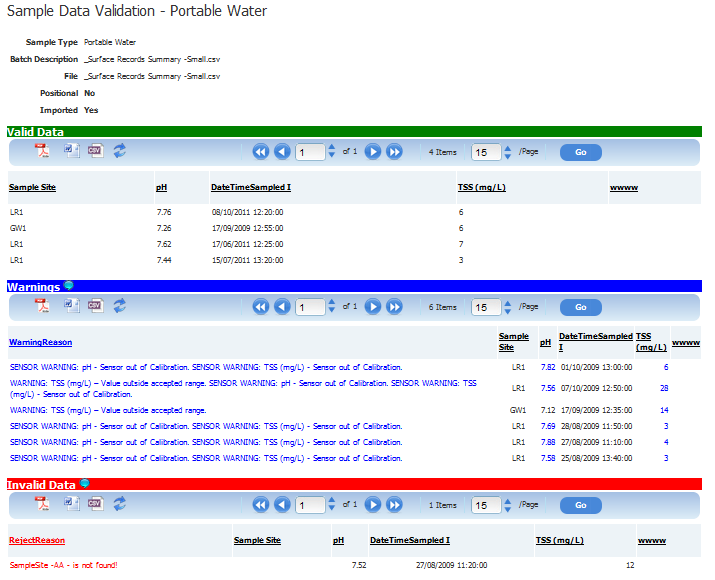 Sample Data Validation - Portable Water
Sample Type Portable Water
Batch Description _Surface Records Summary -Small.csv
File _Surface Records Summary -Small.csv
Positional No
Imported Yes
Valid Data
PDF W CSV 1 of 1 4 Items 15 /Page Go
Sample Site pH DateTimeSampled I TSS (mg/L) wwww
LR1 7.76 08/10/2011 12:20:00 6
GW1 7.26 17/09/2009 12:55:00 6
LR1 7.62 17/06/2011 12:25:00 7
LR1 7.44 15/07/2011 13:20:00 3
Warnings
PDF W CSV 1 of 1 6 Items 15 /Page Go
WarningReason Sample Site pH DateTimeSampled I TSS (mg/L) wwww
SENSOR WARNING: pH - Sensor out of Calibration. SENSOR WARNING: TSS (mg/L) - Sensor out of Calibration. LR1 7.82 01/10/2009 13:00:00 6
WARNING: TSS (mg/L) – Value outside accepted range. SENSOR WARNING: pH - Sensor out of Calibration. SENSOR WARNING: TSS (mg/L) - Sensor out of Calibration. LR1 7.56 07/10/2009 12:50:00 28
WARNING: TSS (mg/L) – Value outside accepted range. GW1 7.12 17/09/2009 12:35:00 14
SENSOR WARNING: pH - Sensor out of Calibration. SENSOR WARNING: TSS (mg/L) - Sensor out of Calibration. LR1 7.69 28/08/2009 11:50:00 3
SENSOR WARNING: pH - Sensor out of Calibration. SENSOR WARNING: TSS (mg/L) - Sensor out of Calibration. LR1 7.88 27/08/2009 11:10:00 4
SENSOR WARNING: pH - Sensor out of Calibration. SENSOR WARNING: TSS (mg/L) - Sensor out of Calibration. LR1 7.58 25/08/2009 13:40:00 3
Invalid Data
PDF W CSV 1 of 1 1 Items 15 /Page Go
RejectReason Sample Site pH DateTimeSampled I TSS (mg/L) wwww
SampleSite -AA - is not found! 7.52 27/08/2009 11:20:00 12